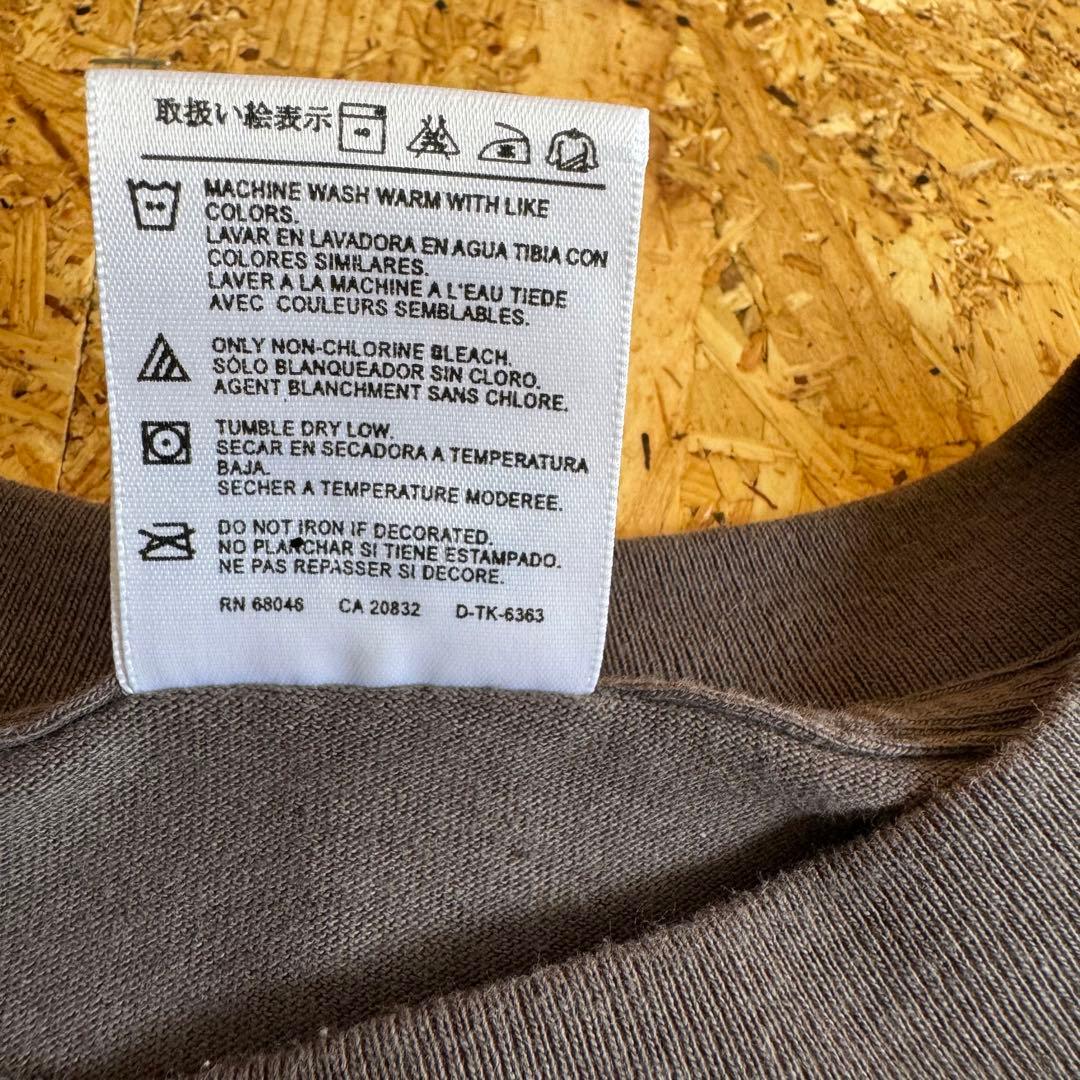 取扱い絵表示
MACHINE WASH WARM WITH LIKE
COLORS.
LAVAR EN LAVADORA EN AGUA TIBIA CON
COLORES SIMILARES.
LAVER A LA MACHINE A L'EAU TIEDE
AVEC COULEURS SEMBLABLES.
ONLY NON-CHLORINE BLEACH.
SÓLO BLANQUEADOR SIN CLORO.
AGENT BLANCHMENT SANS CHLORE.
TUMBLE DRY LOW.
SECAR EN SECADORA A TEMPERATURA
BAJA.
SECHER A TEMPERATURE MODEREE.
DO NOT IRON IF DECORATED.
NO PLANCHAR SI TIENE ESTAMPADO.
NE PAS REPASSER SI DECORE.
RN 68046 CA 20832 D-TK-6363